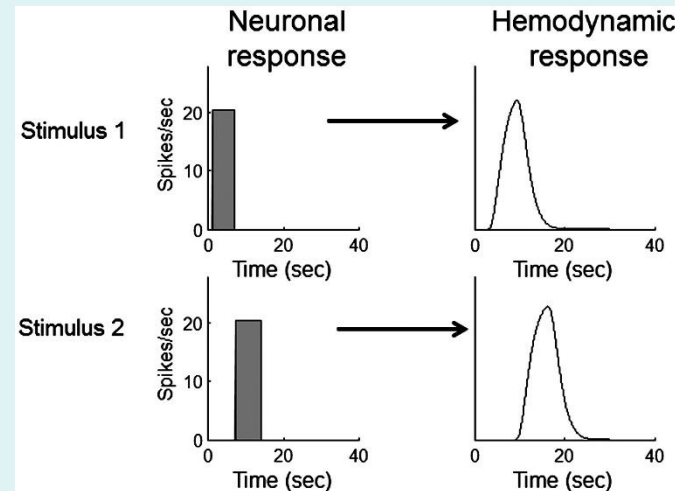 Neuronal
response
Hemodynamic
response
Stimulus 1
Spikes/sec
20
10
0
0 20 40
Time (sec)
0 20 40
Time (sec)
Stimulus 2
Spikes/sec
20
10
0
0 20 40
Time (sec)
0 20 40
Time (sec)